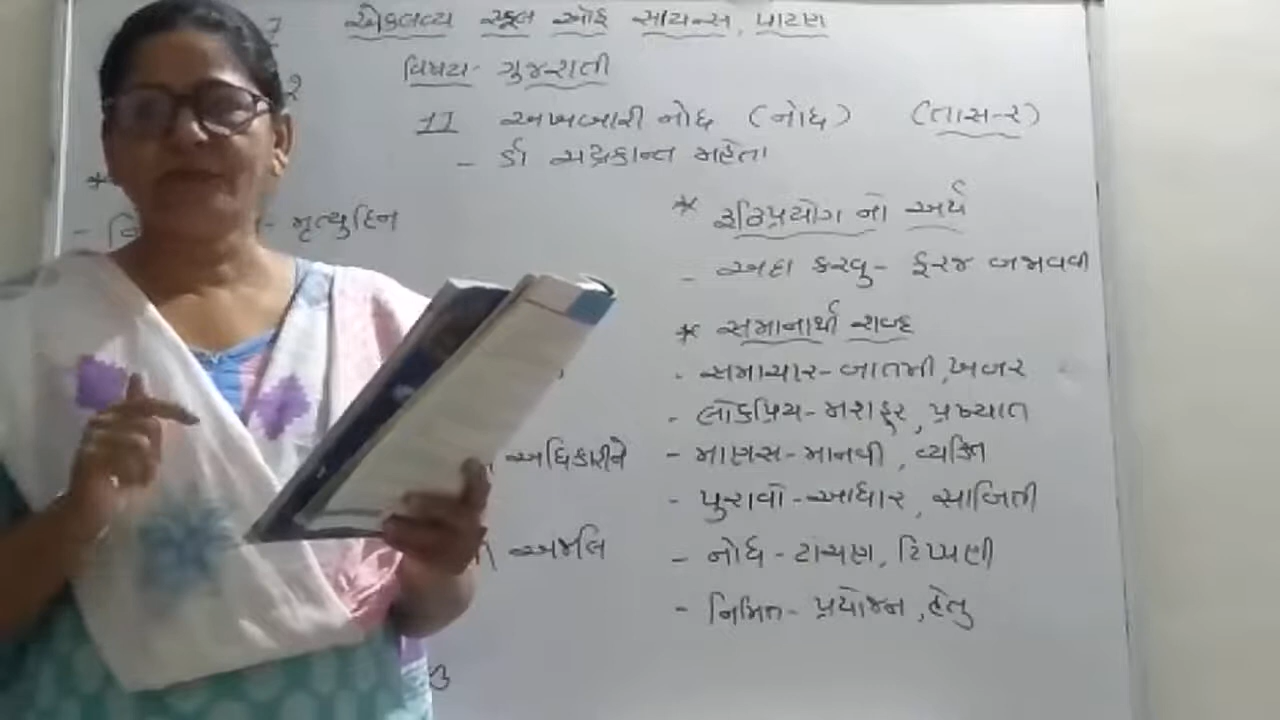 એકલવ્ય સ્કૂલ ઓફ સાયન્સ, પાટણ
વિષય- ગુજરાતી
11 અખબારી નોંધ (નોંધ) (તાસ-૨)
- ડૉ ચંદ્રકાન્ત મહેતા
*
- મૃત્યુદિન
અધિકારીને
અંજલિ
* રૂઢિપ્રયોગ નો અર્થ
- અદા કરવુ- ફરજ બજાવવી
* સમાનાર્થી શબ્દ
- સમાચાર- બાતમી, ખબર
- લોકપ્રિય- મશહૂર, પ્રખ્યાત
- માણસ- માનવી, વ્યક્તિ
- પુરાવો- આધાર, સાબિતી
- નોંધ- ટાચણ, ટિપ્પણી
- નિમિત્ત- પ્રયોજન, હેતુ